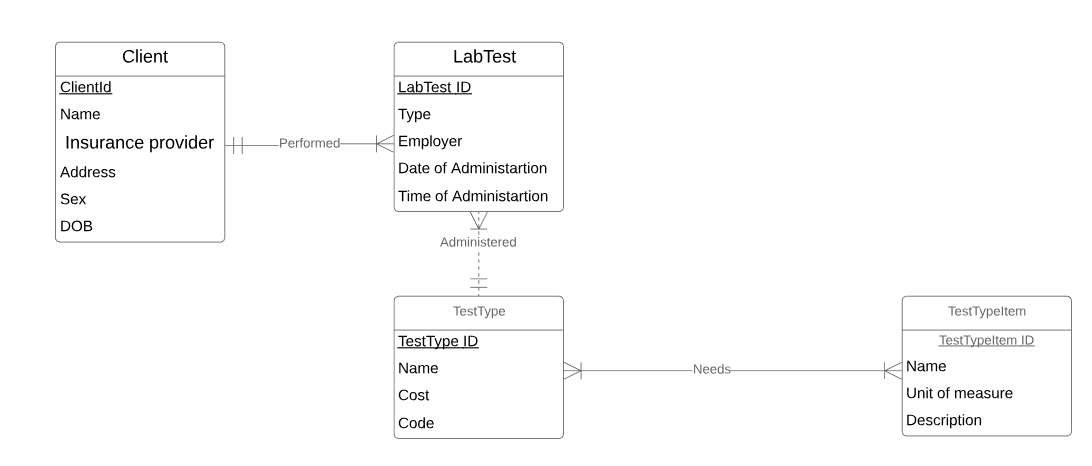 Client
ClientId
Name
Insurance provider
Address
Sex
DOB
Performed
LabTest
LabTest ID
Type
Employer
Date of Administartion
Time of Administartion
Administered
TestType
TestType ID
Name
Cost
Code
Needs
TestTypeItem
TestTypeItem ID
Name
Unit of measure
Description